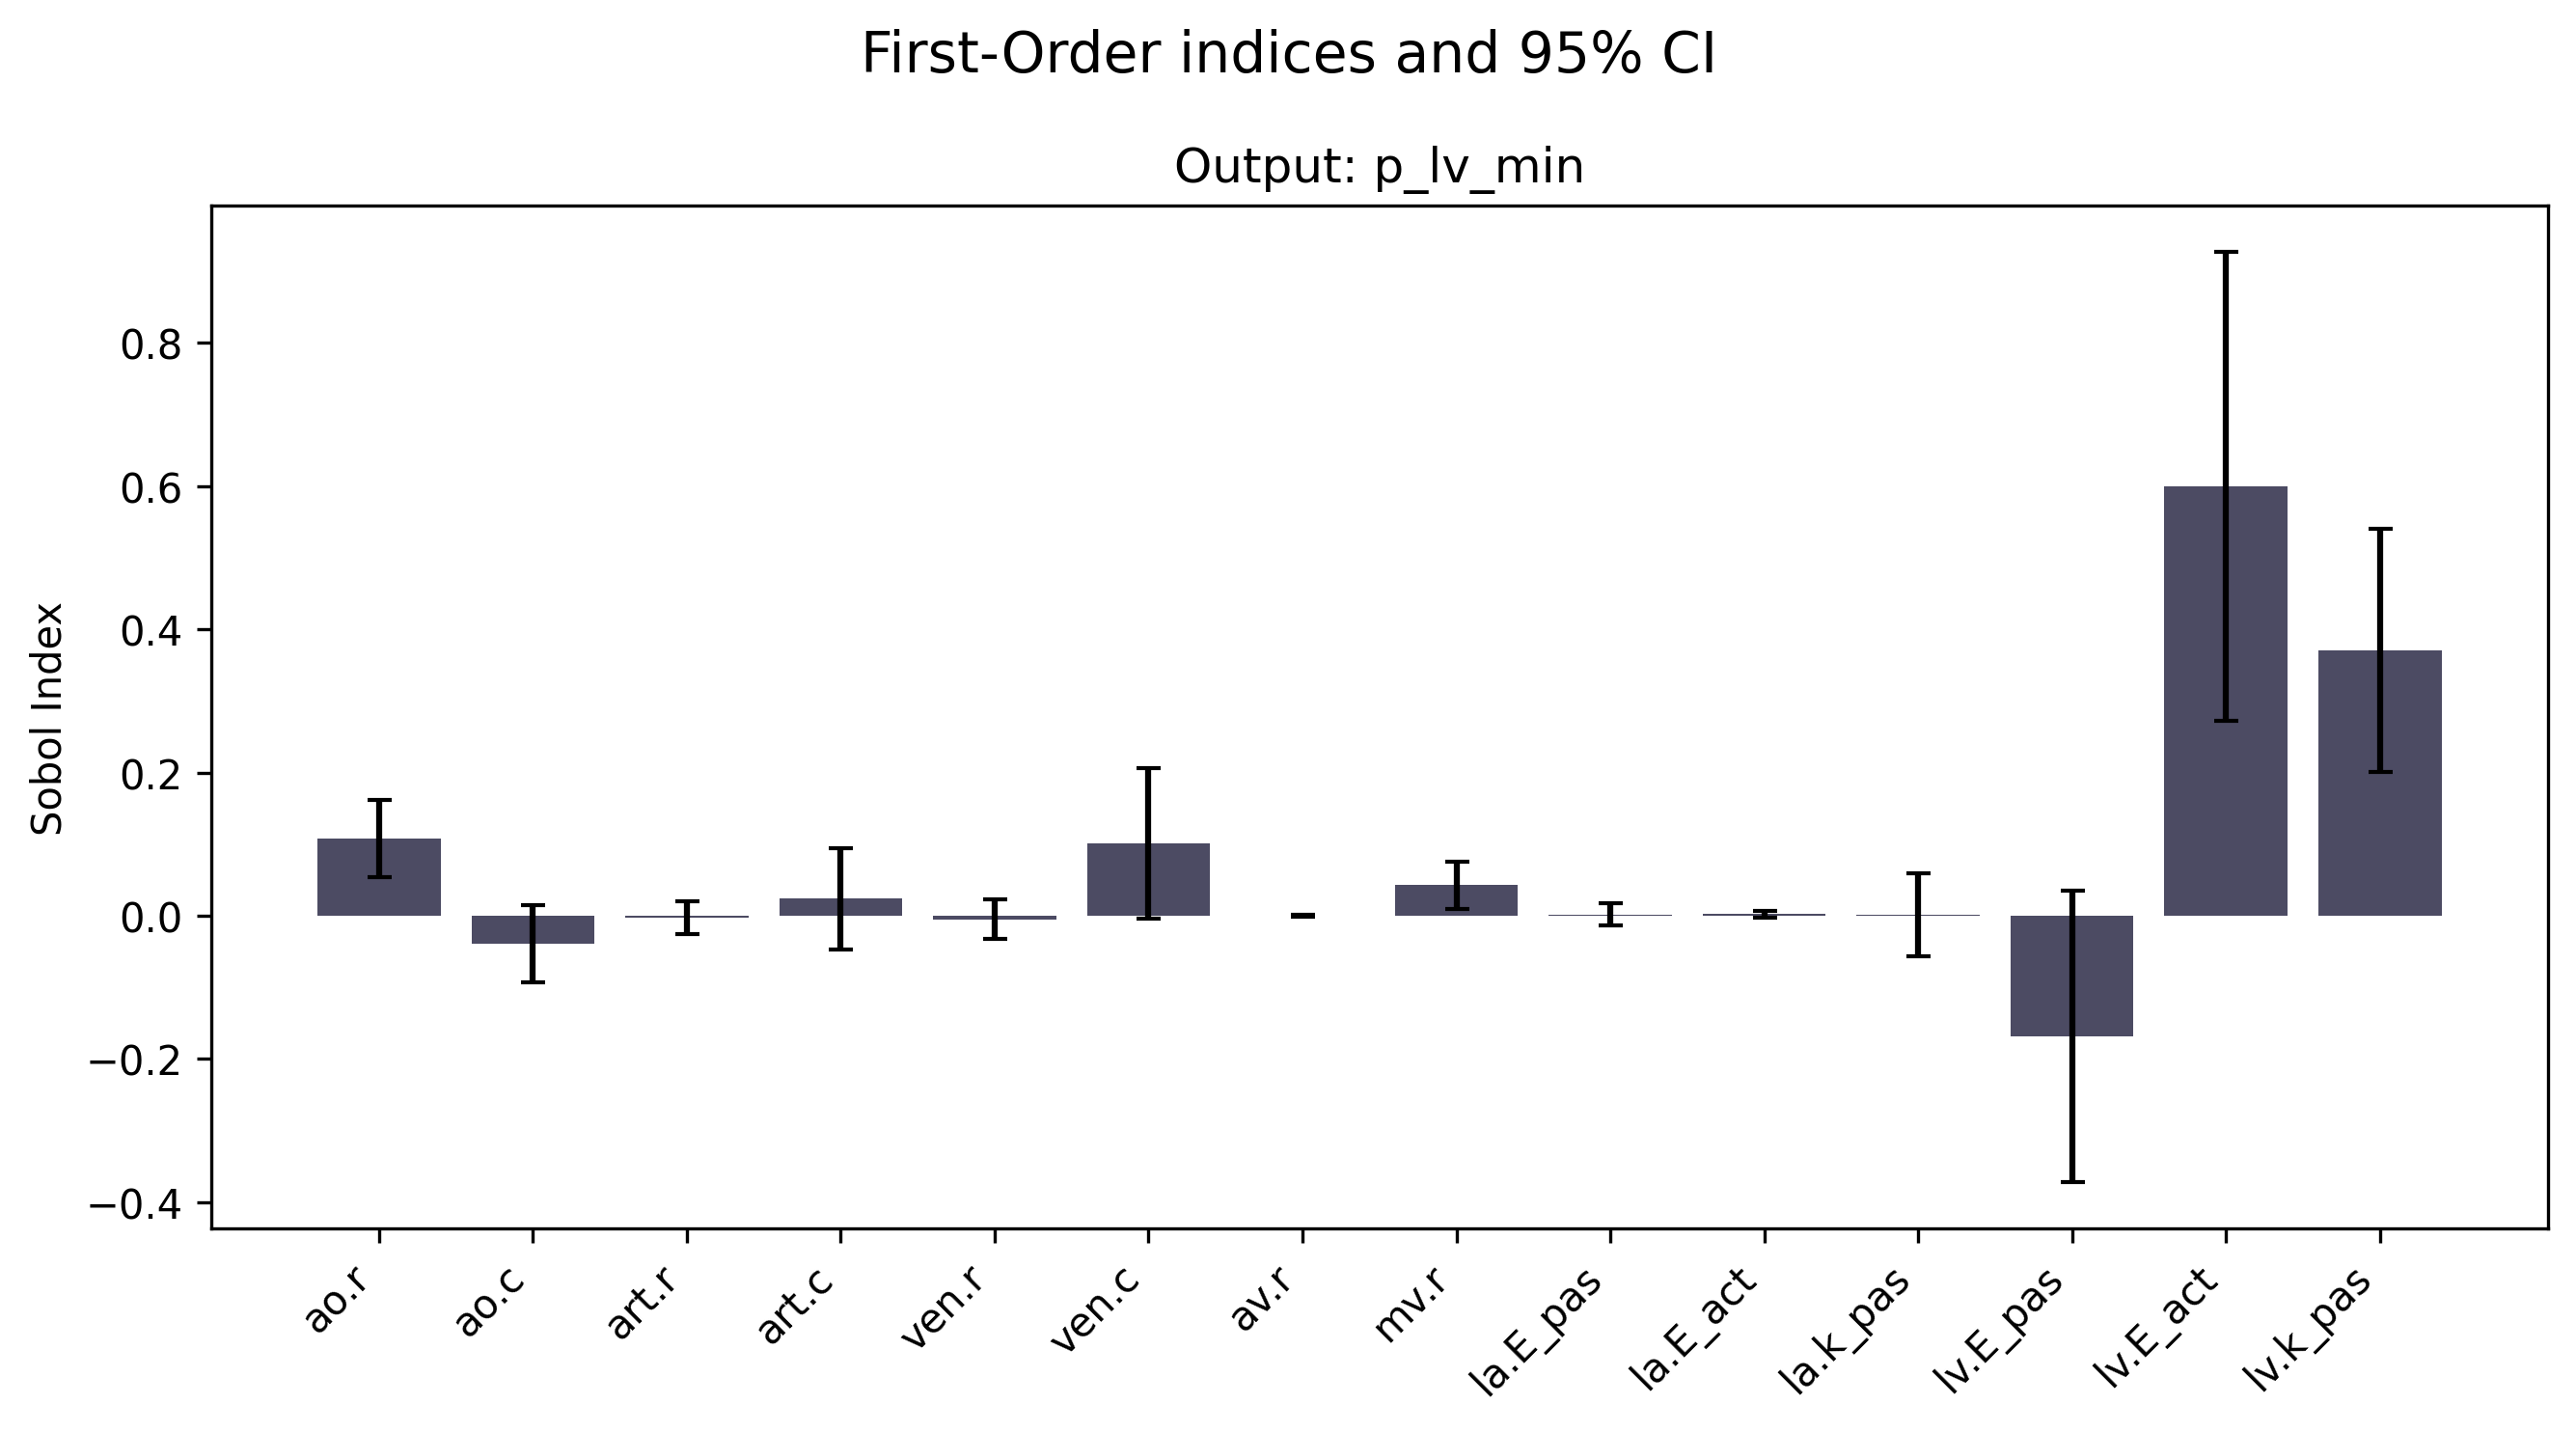 First-Order indices and 95% CI
Output: p_lv_min
Sobol Index
0.8
0.6
0.4
0.2
0.0
−0.2
−0.4
ao.r
ao.c
art.r
art.c
ven.r
ven.c
av.r
mv.r
la.E_pas
la.E_act
la.k_pas
lv.E_pas
lv.E_act
lv.k_pas